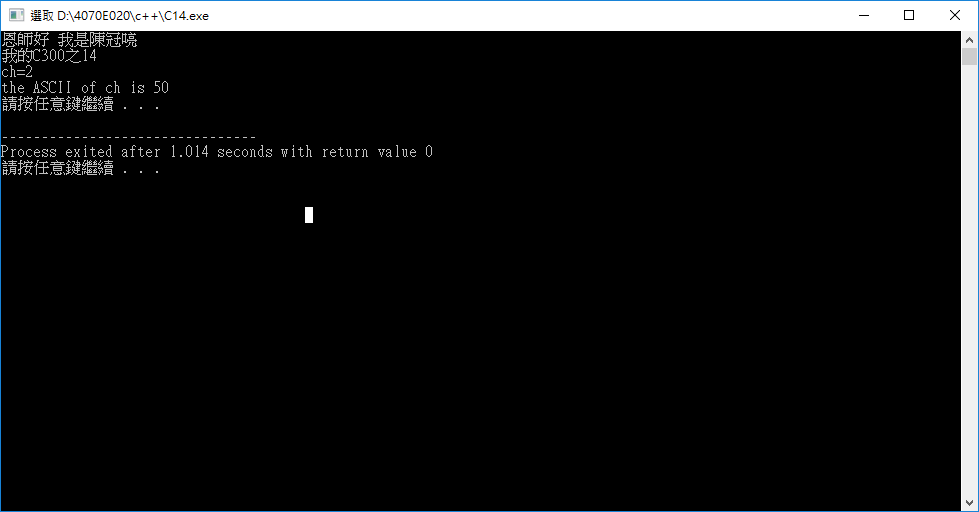 選取 D:\4070E020\c++\C14.exe
恩師好 我是陳冠喨
我的C300之14
ch=2
the ASCII of ch is 50
請按任意鍵繼續 . . .
--------------------------------
Process exited after 1.014 seconds with return value 0
請按任意鍵繼續 . . .